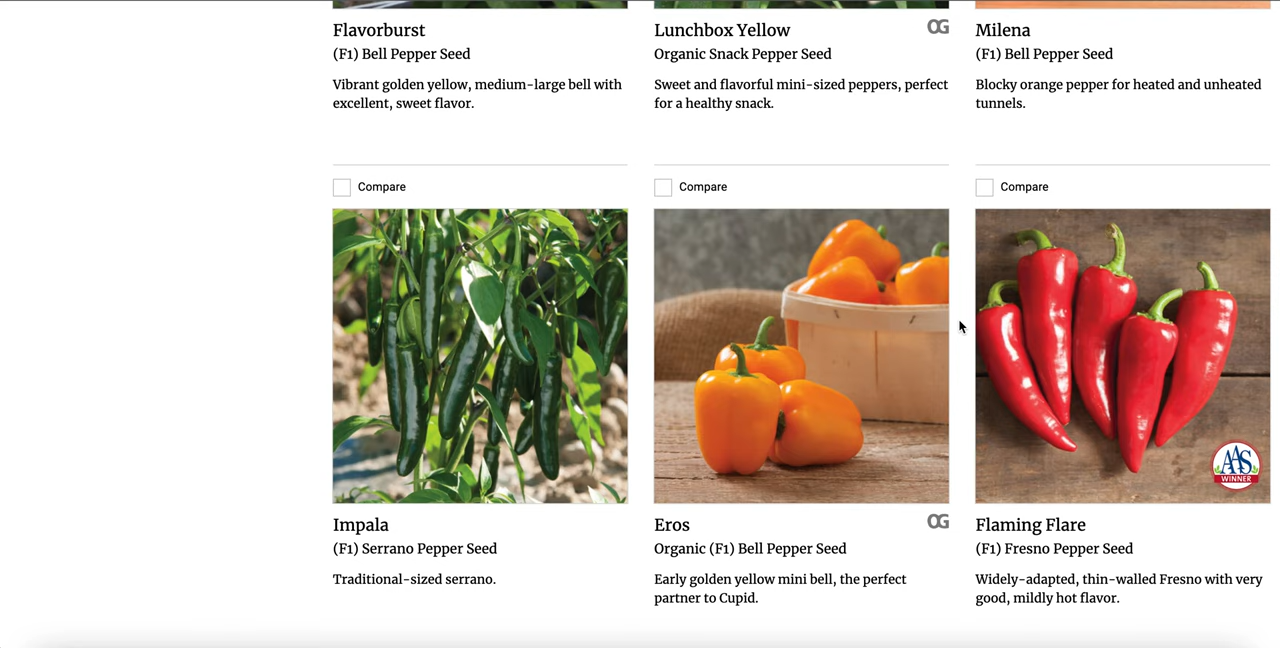 Flavorburst
(F1) Bell Pepper Seed
Vibrant golden yellow, medium-large bell with
excellent, sweet flavor.
Lunchbox Yellow
OG
Organic Snack Pepper Seed
Sweet and flavorful mini-sized peppers, perfect
for a healthy snack.
Milena
(F1) Bell Pepper Seed
Blocky orange pepper for heated and unheated
tunnels.
Compare
Compare
Compare
AAS
WINNER
Impala
(F1) Serrano Pepper Seed
Traditional-sized serrano.
Eros
OG
Organic (F1) Bell Pepper Seed
Early golden yellow mini bell, the perfect
partner to Cupid.
Flaming Flare
(F1) Fresno Pepper Seed
Widely-adapted, thin-walled Fresno with very
good, mildly hot flavor.